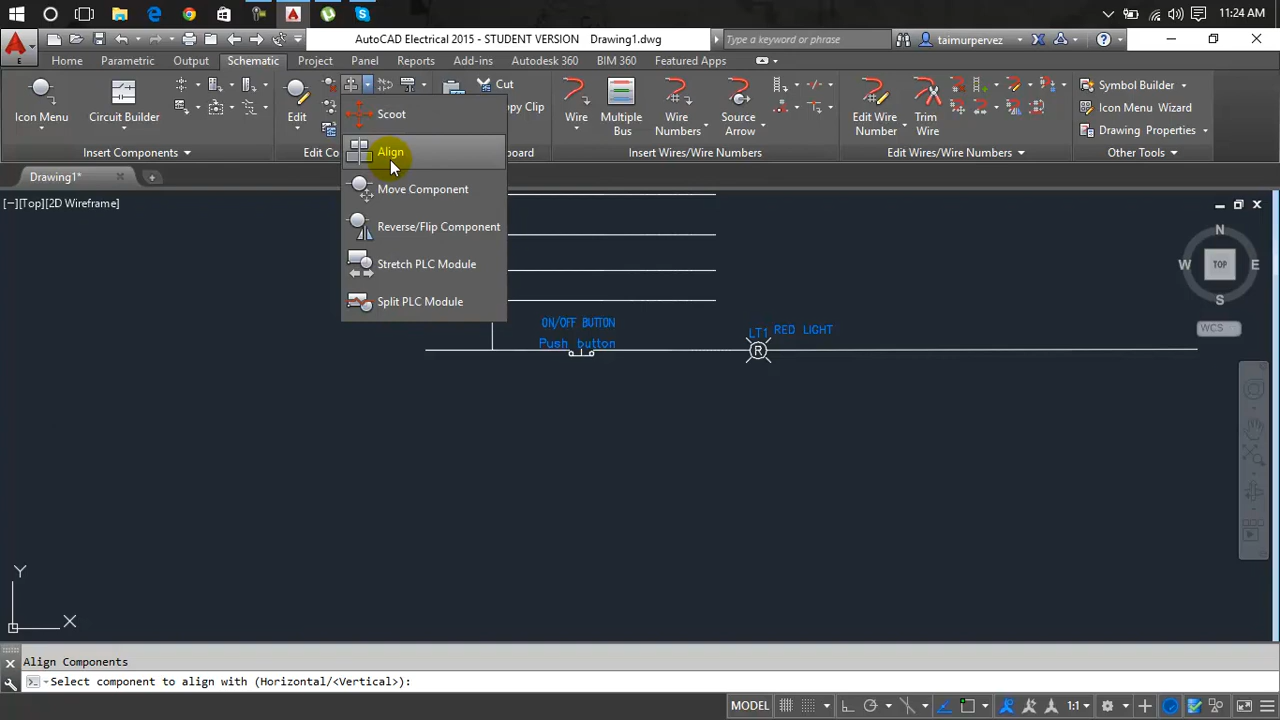 11:24 AM
AutoCAD Electrical 2015 - STUDENT VERSION Drawing1.dwg
Type a keyword or phrase
taimurpervez
Home
Parametric
Output
Schematic
Project
Panel
Reports
Add-ins
Autodesk 360
BIM 360
Featured Apps
Icon Menu
Circuit Builder
Insert Components
Edit
Edit Co
Cut
opy Clip
board
Wire
Multiple
Bus
Wire
Numbers
Source
Arrow
Insert Wires/Wire Numbers
Edit Wire
Number
Trim
Wire
Edit Wires/Wire Numbers
Symbol Builder
Icon Menu Wizard
Drawing Properties
Other Tools
Scoot
Align
Move Component
Reverse/Flip Component
Stretch PLC Module
Split PLC Module
Drawing1*
[−][Top][2D Wireframe]
N
W
TOP
E
S
WCS
ON/OFF BUTTON
Push button
LT1
RED LIGHT
R
Y
X
Align Components
Select component to align with (Horizontal/<Vertical>):
MODEL
1:1